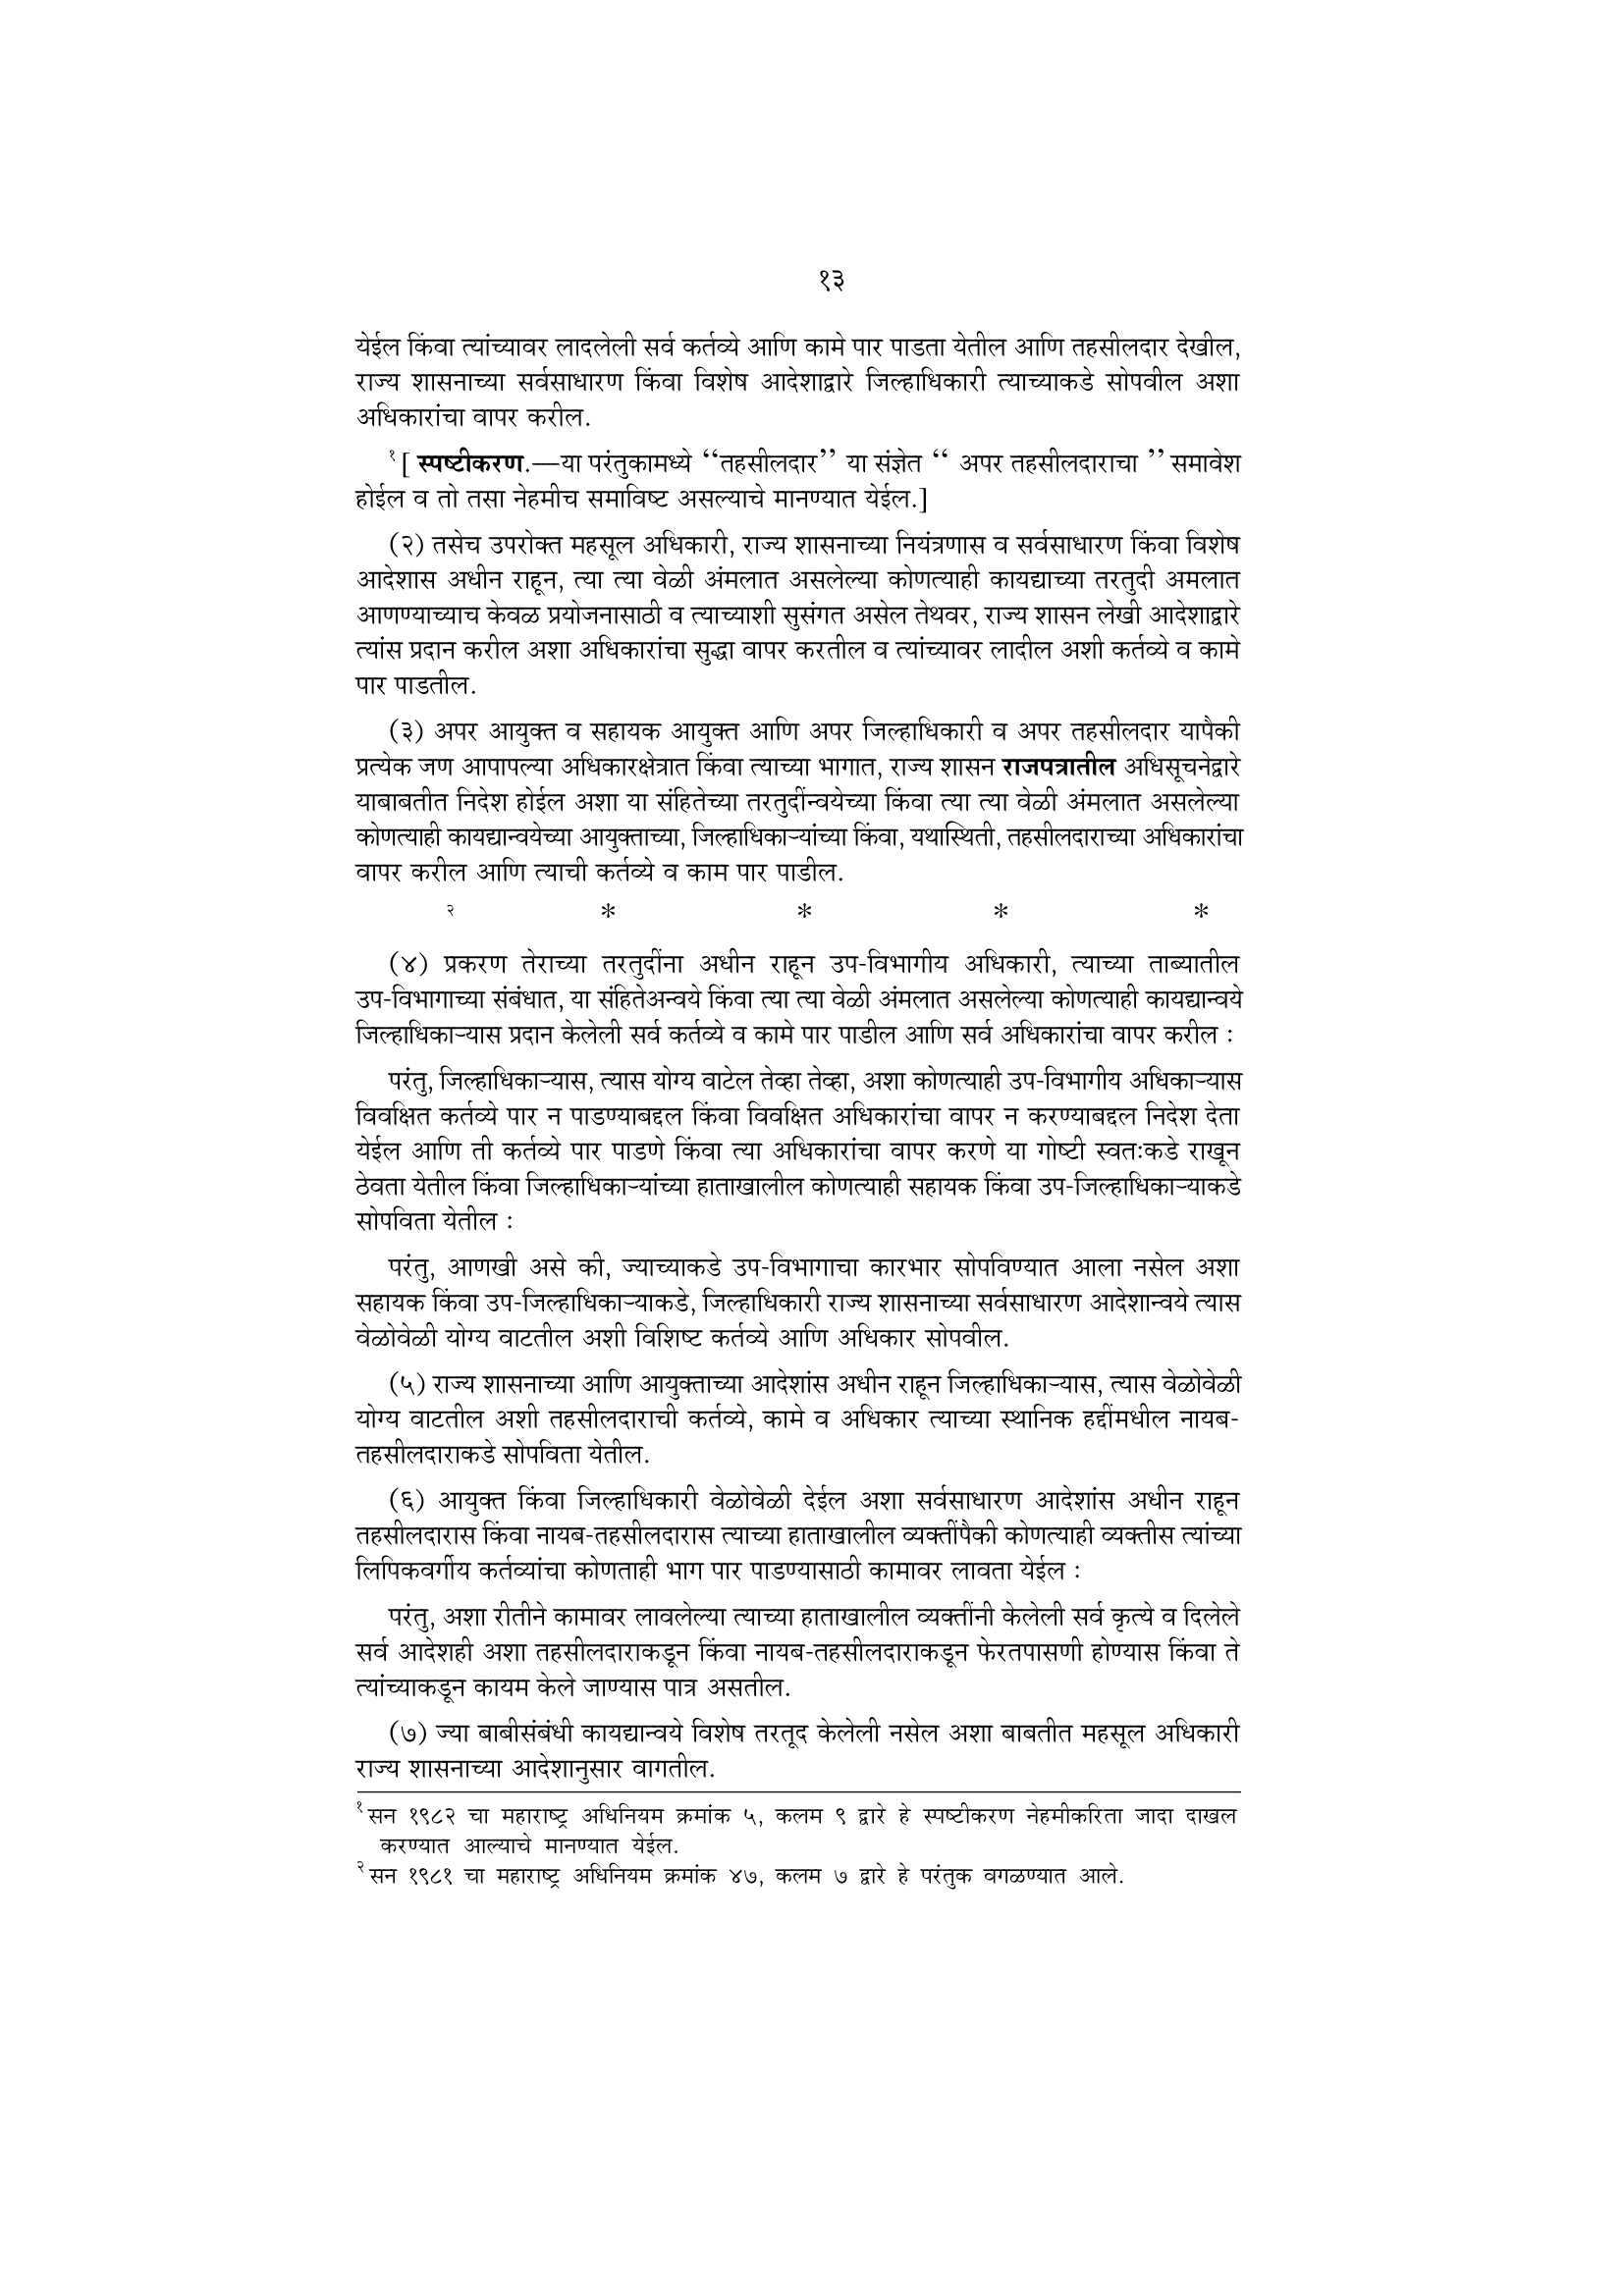 १३
येईल किंवा त्यांच्यावर लादलेली सर्व कर्तव्ये आणि कामे पार पाडता येतील आणि तहसीलदार देखील,
राज्य शासनाच्या सर्वसाधारण किंवा विशेष आदेशाद्वारे जिल्हाधिकारी त्याच्याकडे सोपवील अशा
अधिकारांचा वापर करील.
१ [ स्पष्टीकरण.—या परंतुकामध्ये “तहसीलदार” या संज्ञेत “ अपर तहसीलदाराचा ” समावेश
होईल व तो तसा नेहमीच समाविष्ट असल्याचे मानण्यात येईल.]
(२) तसेच उपरोक्त महसूल अधिकारी, राज्य शासनाच्या नियंत्रणास व सर्वसाधारण किंवा विशेष
आदेशास अधीन राहून, त्या त्या वेळी अंमलात असलेल्या कोणत्याही कायद्याच्या तरतुदी अमलात
आणण्याच्याच केवळ प्रयोजनासाठी व त्याच्याशी सुसंगत असेल तेथवर, राज्य शासन लेखी आदेशाद्वारे
त्यांस प्रदान करील अशा अधिकारांचा सुद्धा वापर करतील व त्यांच्यावर लादील अशी कर्तव्ये व कामे
पार पाडतील.
(३) अपर आयुक्त व सहायक आयुक्त आणि अपर जिल्हाधिकारी व अपर तहसीलदार यापैकी
प्रत्येक जण आपापल्या अधिकारक्षेत्रात किंवा त्याच्या भागात, राज्य शासन राजपत्रातील अधिसूचनेद्वारे
याबाबतीत निदेश होईल अशा या संहितेच्या तरतुदींन्वयेच्या किंवा त्या त्या वेळी अंमलात असलेल्या
कोणत्याही कायद्यान्वयेच्या आयुक्ताच्या, जिल्हाधिकाऱ्यांच्या किंवा, यथास्थिती, तहसीलदाराच्या अधिकारांचा
वापर करील आणि त्याची कर्तव्ये व काम पार पाडील.
२ * * * *
(४) प्रकरण तेराच्या तरतुदींना अधीन राहून उप-विभागीय अधिकारी, त्याच्या ताब्यातील
उप-विभागाच्या संबंधात, या संहितेअन्वये किंवा त्या त्या वेळी अंमलात असलेल्या कोणत्याही कायद्यान्वये
जिल्हाधिकाऱ्यास प्रदान केलेली सर्व कर्तव्ये व कामे पार पाडील आणि सर्व अधिकारांचा वापर करील :
परंतु, जिल्हाधिकाऱ्यास, त्यास योग्य वाटेल तेव्हा तेव्हा, अशा कोणत्याही उप-विभागीय अधिकाऱ्यास
विवक्षित कर्तव्ये पार न पाडण्याबद्दल किंवा विवक्षित अधिकारांचा वापर न करण्याबद्दल निदेश देता
येईल आणि ती कर्तव्ये पार पाडणे किंवा त्या अधिकारांचा वापर करणे या गोष्टी स्वतःकडे राखून
ठेवता येतील किंवा जिल्हाधिकाऱ्यांच्या हाताखालील कोणत्याही सहायक किंवा उप-जिल्हाधिकाऱ्याकडे
सोपविता येतील :
परंतु, आणखी असे की, ज्याच्याकडे उप-विभागाचा कारभार सोपविण्यात आला नसेल अशा
सहायक किंवा उप-जिल्हाधिकाऱ्याकडे, जिल्हाधिकारी राज्य शासनाच्या सर्वसाधारण आदेशान्वये त्यास
वेळोवेळी योग्य वाटतील अशी विशिष्ट कर्तव्ये आणि अधिकार सोपवील.
(५) राज्य शासनाच्या आणि आयुक्ताच्या आदेशांस अधीन राहून जिल्हाधिकाऱ्यास, त्यास वेळोवेळी
योग्य वाटतील अशी तहसीलदाराची कर्तव्ये, कामे व अधिकार त्याच्या स्थानिक हद्दींमधील नायब-
तहसीलदाराकडे सोपविता येतील.
(६) आयुक्त किंवा जिल्हाधिकारी वेळोवेळी देईल अशा सर्वसाधारण आदेशांस अधीन राहून
तहसीलदारास किंवा नायब-तहसीलदारास त्याच्या हाताखालील व्यक्तींपैकी कोणत्याही व्यक्तीस त्यांच्या
लिपिकवर्गीय कर्तव्यांचा कोणताही भाग पार पाडण्यासाठी कामावर लावता येईल :
परंतु, अशा रीतीने कामावर लावलेल्या त्याच्या हाताखालील व्यक्तींनी केलेली सर्व कृत्ये व दिलेले
सर्व आदेशही अशा तहसीलदाराकडून किंवा नायब-तहसीलदाराकडून फेरतपासणी होण्यास किंवा ते
त्यांच्याकडून कायम केले जाण्यास पात्र असतील.
(७) ज्या बाबीसंबंधी कायद्यान्वये विशेष तरतूद केलेली नसेल अशा बाबतीत महसूल अधिकारी
राज्य शासनाच्या आदेशानुसार वागतील.
१ सन १९८२ चा महाराष्ट्र अधिनियम क्रमांक ५, कलम ९ द्वारे हे स्पष्टीकरण नेहमीकरिता जादा दाखल
करण्यात आल्याचे मानण्यात येईल.
२ सन १९८१ चा महाराष्ट्र अधिनियम क्रमांक ४७, कलम ७ द्वारे हे परंतुक वगळण्यात आले.